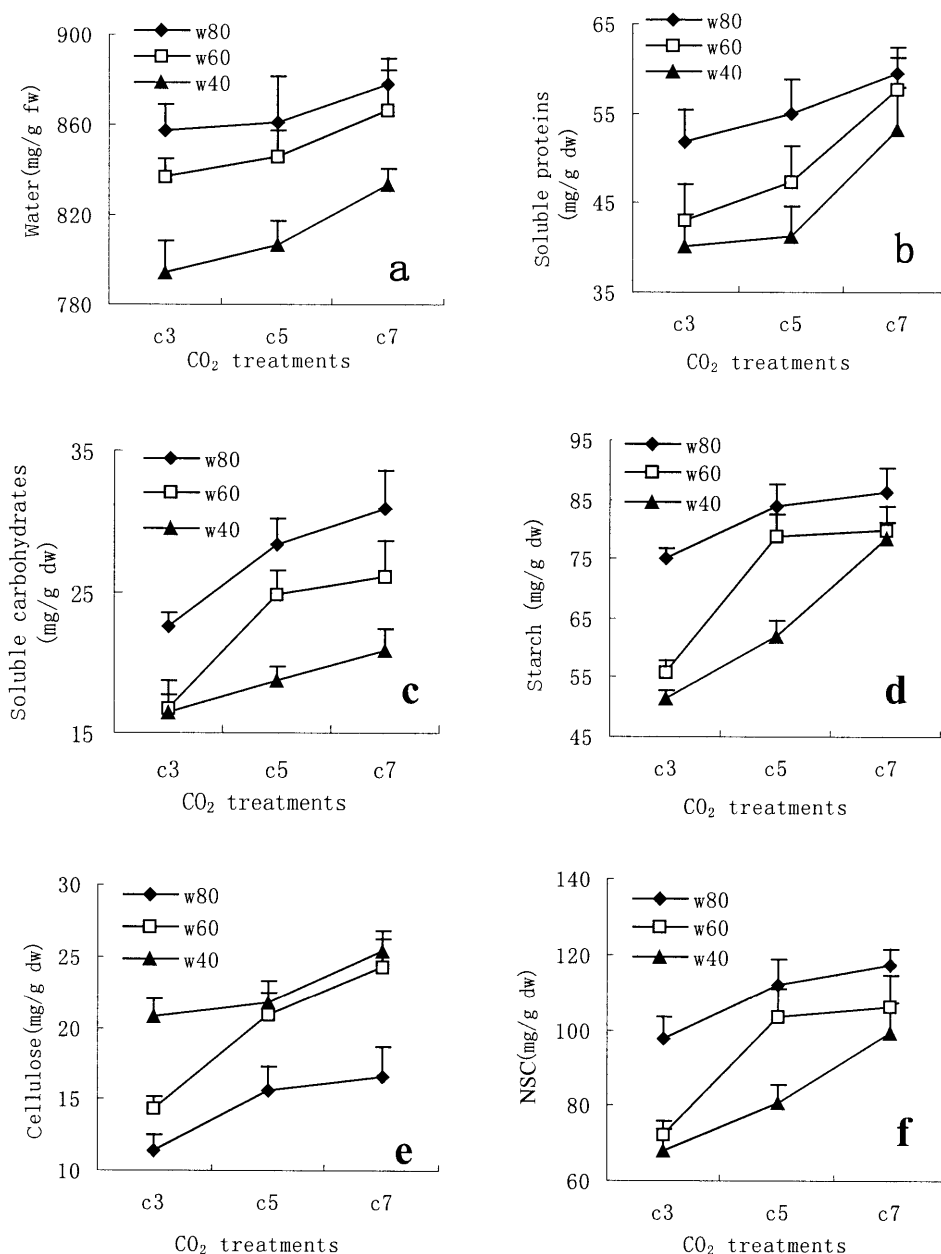 Water(mg/g fw)
900
860
820
780
w80
w60
w40
a
c3 c5 c7
CO₂ treatments
Soluble proteins
(mg/g dw)
65
55
45
35
w80
w60
w40
b
c3 c5 c7
CO₂ treatments
Soluble carbohydrates
(mg/g dw)
35
25
15
w80
w60
w40
c
c3 c5 c7
CO₂ treatments
Starch (mg/g dw)
95
85
75
65
55
45
w80
w60
w40
d
c3 c5 c7
CO₂ treatments
Cellulose(mg/g dw)
30
25
20
15
10
w80
w60
w40
e
c3 c5 c7
CO₂ treatments
NSC(mg/g dw)
140
120
100
80
60
w80
w60
w40
f
c3 c5 c7
CO₂ treatments